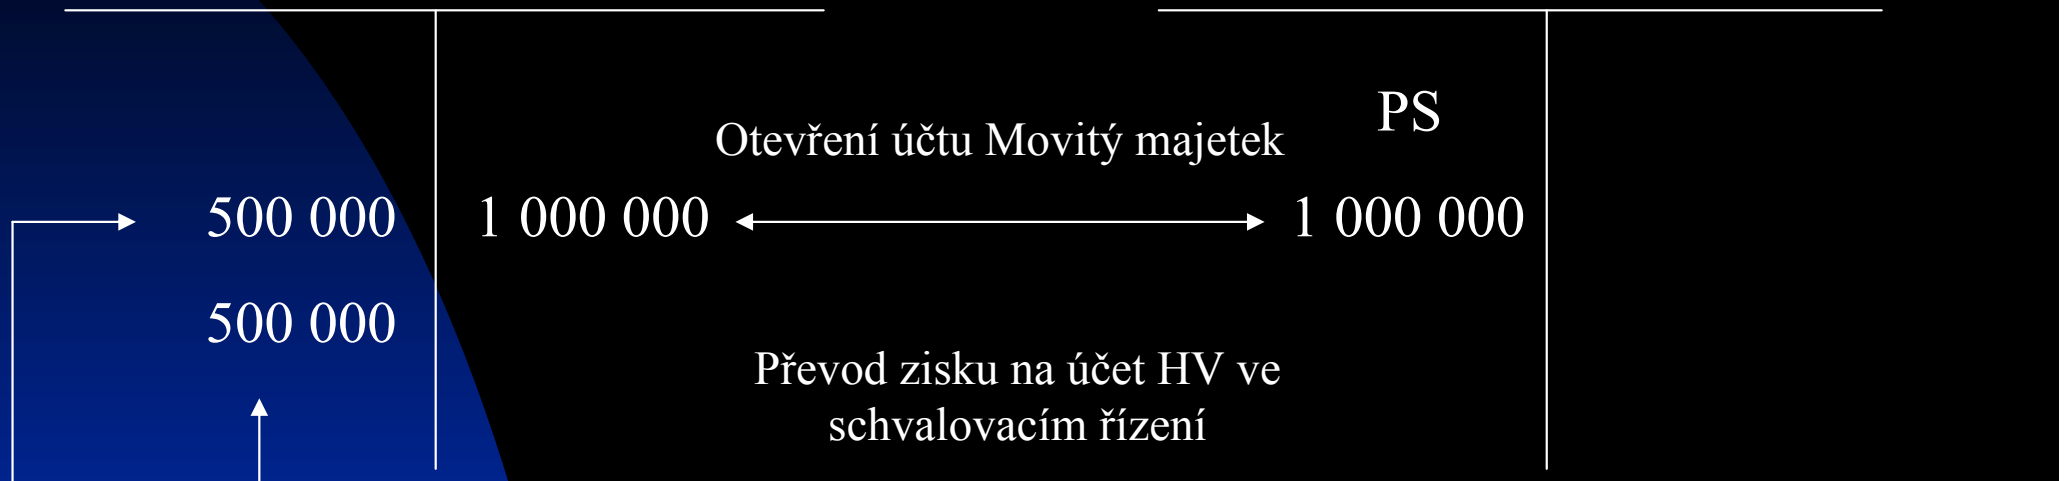 PS
Otevření účtu Movitý majetek
500 000 1 000 000 1 000 000
500 000
Převod zisku na účet HV ve
schvalovacím řízení